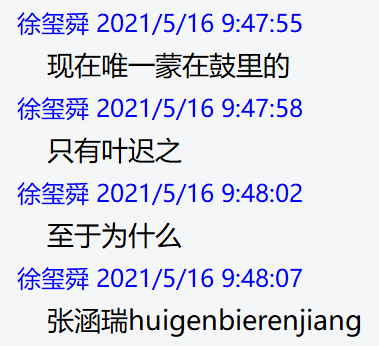 徐玺舜 2021/5/16 9:47:55
现在唯一蒙在鼓里的
徐玺舜 2021/5/16 9:47:58
只有叶迟之
徐玺舜 2021/5/16 9:48:02
至于为什么
徐玺舜 2021/5/16 9:48:07
张涵瑞huigenbierenjiang